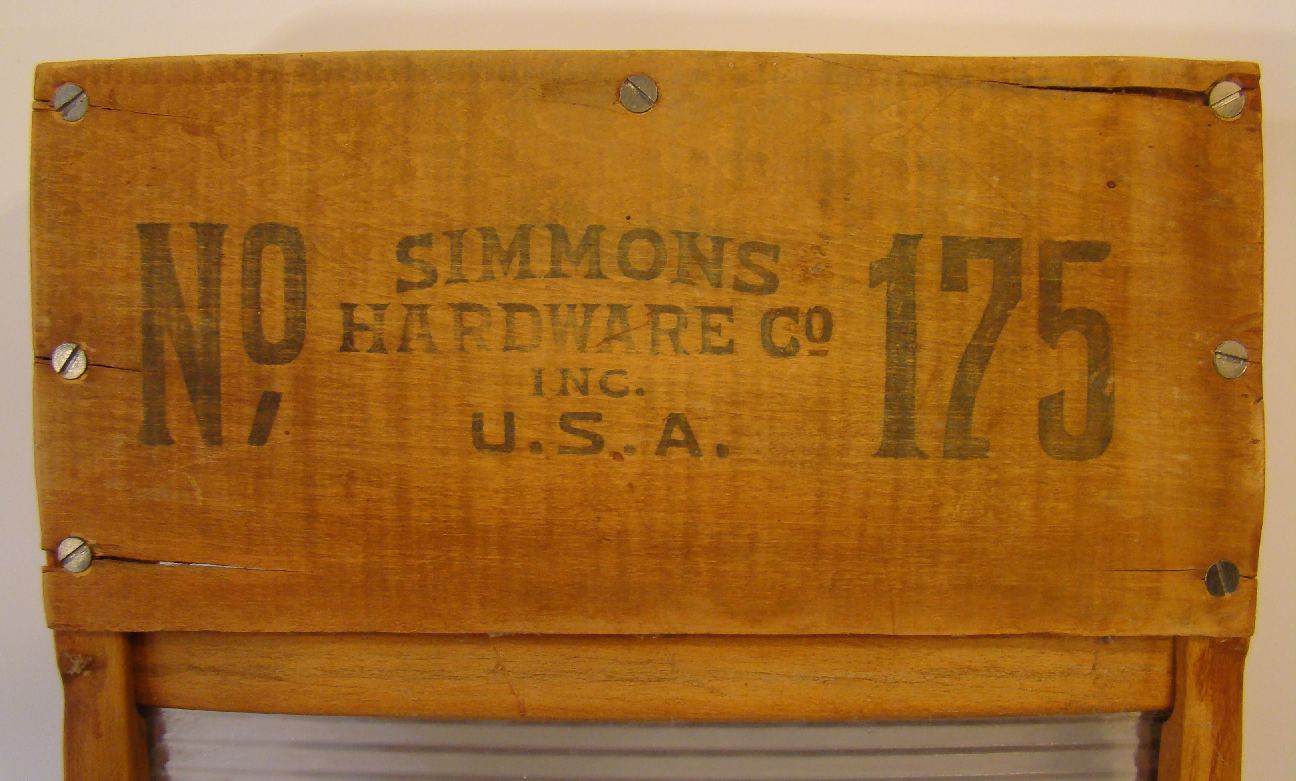 No, SIMMONS 175
HARDWARE Co
INC.
U.S.A.